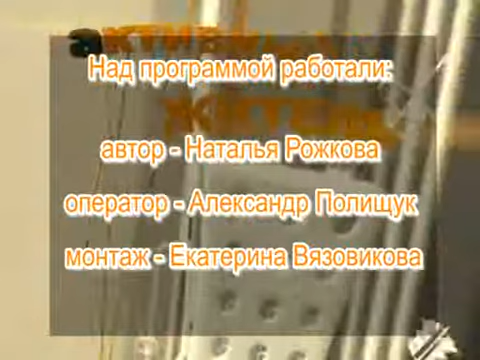 Над программой работали:
автор - Наталья Рожкова
оператор - Александр Полищук
монтаж - Екатерина Вязовикова